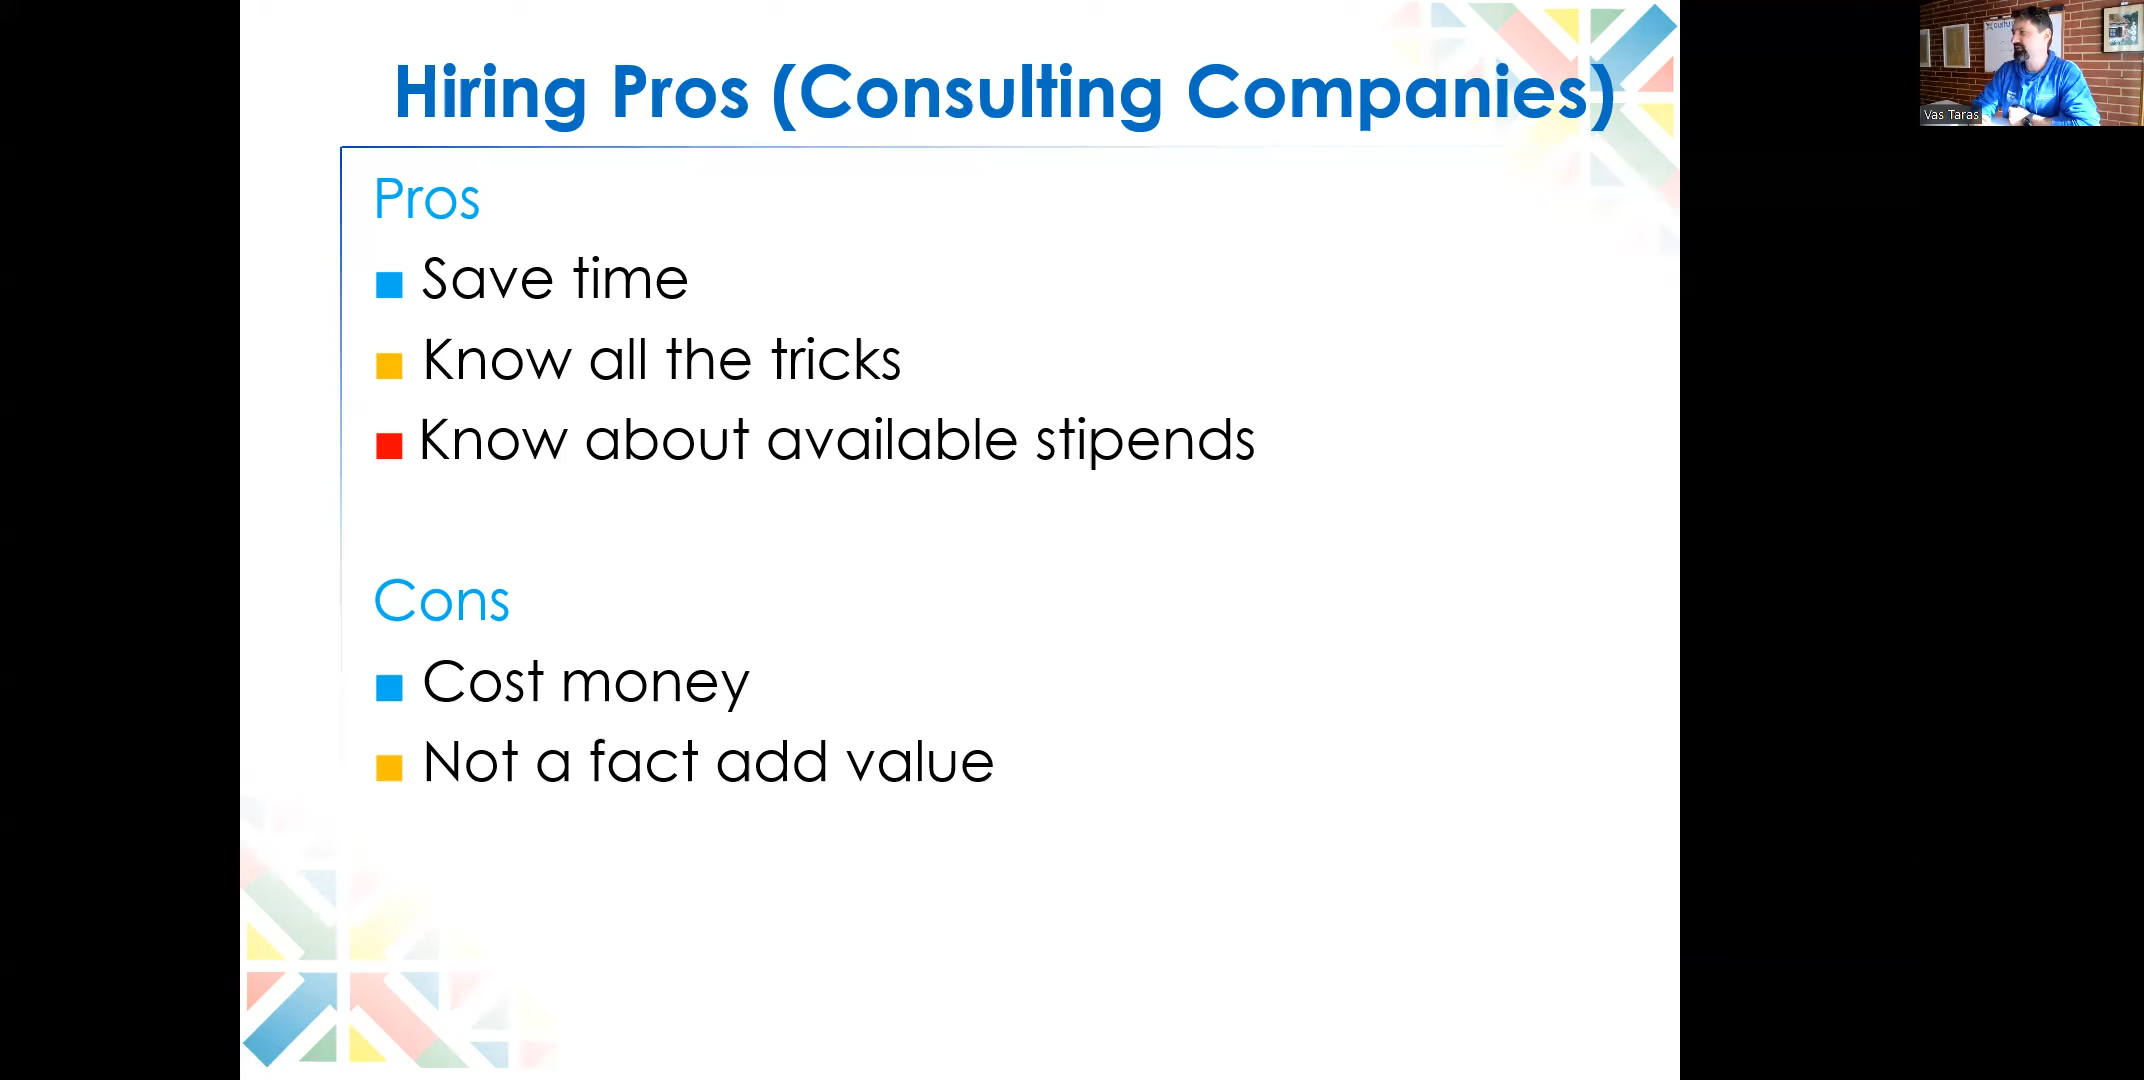 Hiring Pros (Consulting Companies)
Pros
Save time
Know all the tricks
Know about available stipends
Cons
Cost money
Not a fact add value
Vas Taras